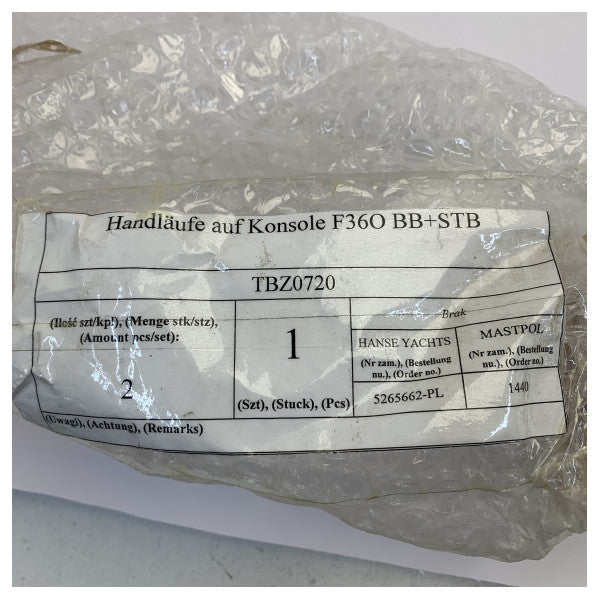 Handläufe auf Konsole F36O BB+STB
TBZ0720
(Ilość szt/kpl), (Menge stk/stz),
(Amount pcs/set):
2
1
(Szt), (Stuck), (Pcs)
Brak
HANSE YACHTS
(Nr zam.), (Bestellung
nu.), (Order no.)
5265662-PL
MASTPOL
(Nr zam.), (Bestellung
nu.), (Order no.)
1440
(Uwagi), (Achtung), (Remarks)